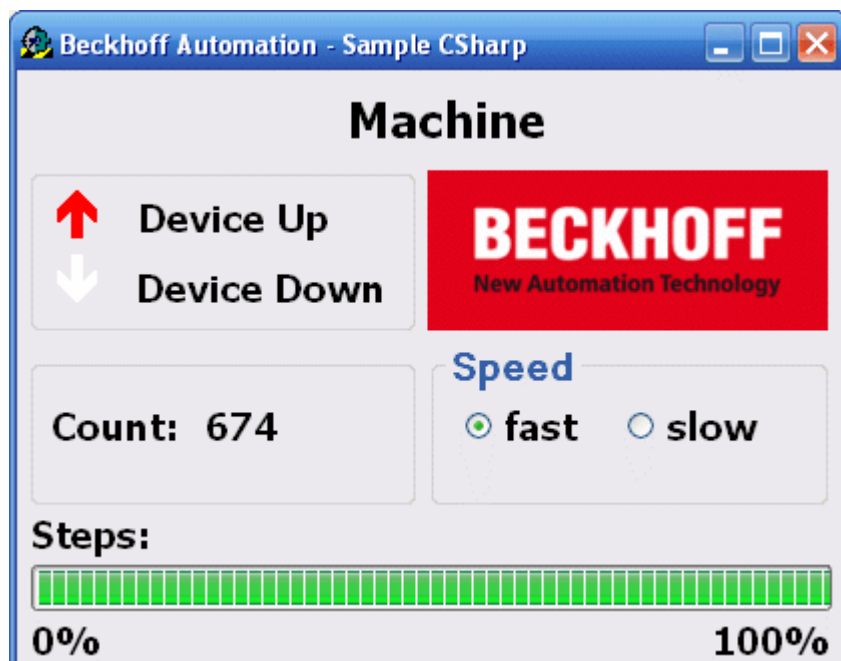 Beckhoff Automation - Sample CSharp
Machine
Device Up
Device Down
BECKHOFF
New Automation Technology
Count: 674
Speed
fast slow
Steps:
0% 100%